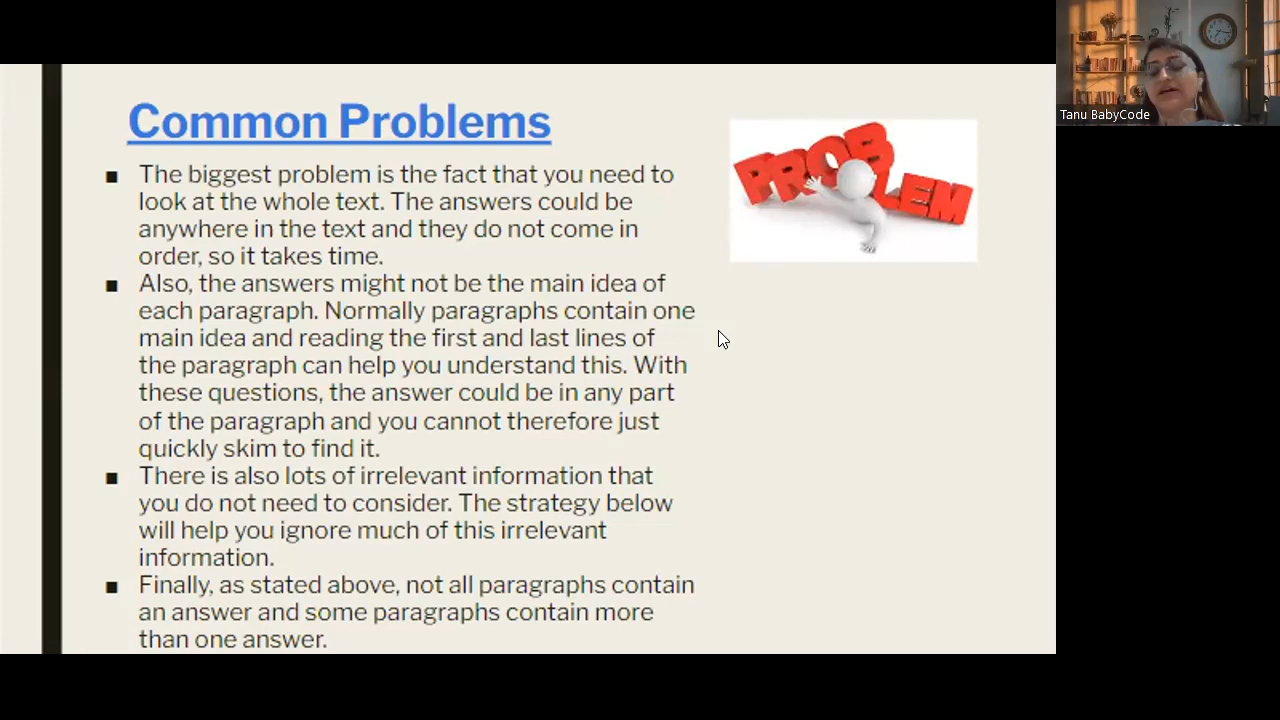 Common Problems
The biggest problem is the fact that you need to
look at the whole text. The answers could be
anywhere in the text and they do not come in
order, so it takes time.
Also, the answers might not be the main idea of
each paragraph. Normally paragraphs contain one
main idea and reading the first and last lines of
the paragraph can help you understand this. With
these questions, the answer could be in any part
of the paragraph and you cannot therefore just
quickly skim to find it.
There is also lots of irrelevant information that
you do not need to consider. The strategy below
will help you ignore much of this irrelevant
information.
Finally, as stated above, not all paragraphs contain
an answer and some paragraphs contain more
than one answer.
PROBLEM
Tanu BabyCode